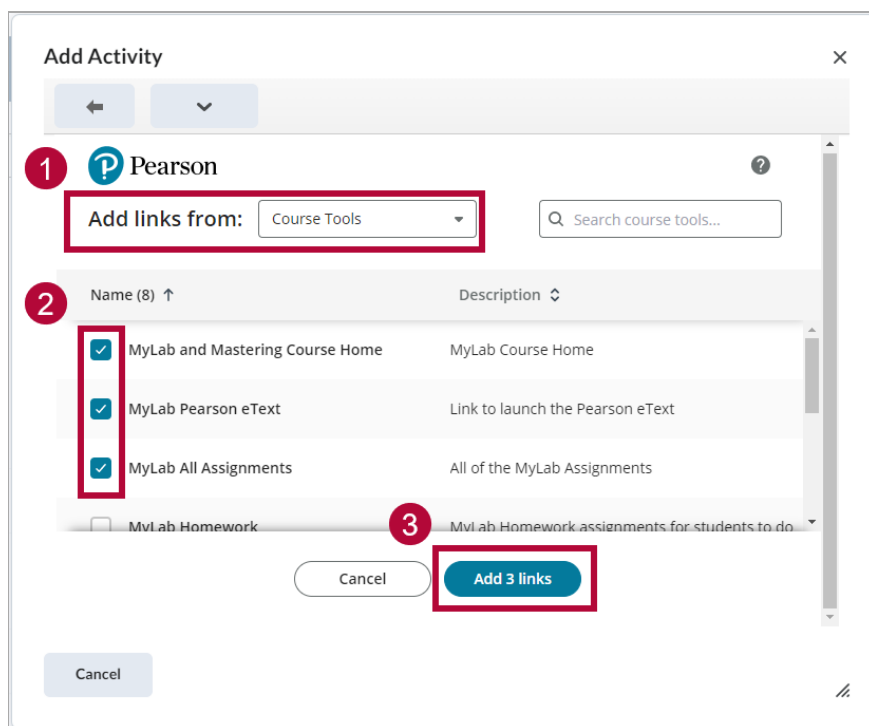 Add Activity
1
Pearson
Add links from: Course Tools Search course tools...
Name (8) Description
2
MyLab and Mastering Course Home MyLab Course Home
MyLab Pearson eText Link to launch the Pearson eText
MyLab All Assignments All of the MyLab Assignments
3
MyLab Homework MyLab Homework assignments for students to do
Cancel Add 3 links
Cancel